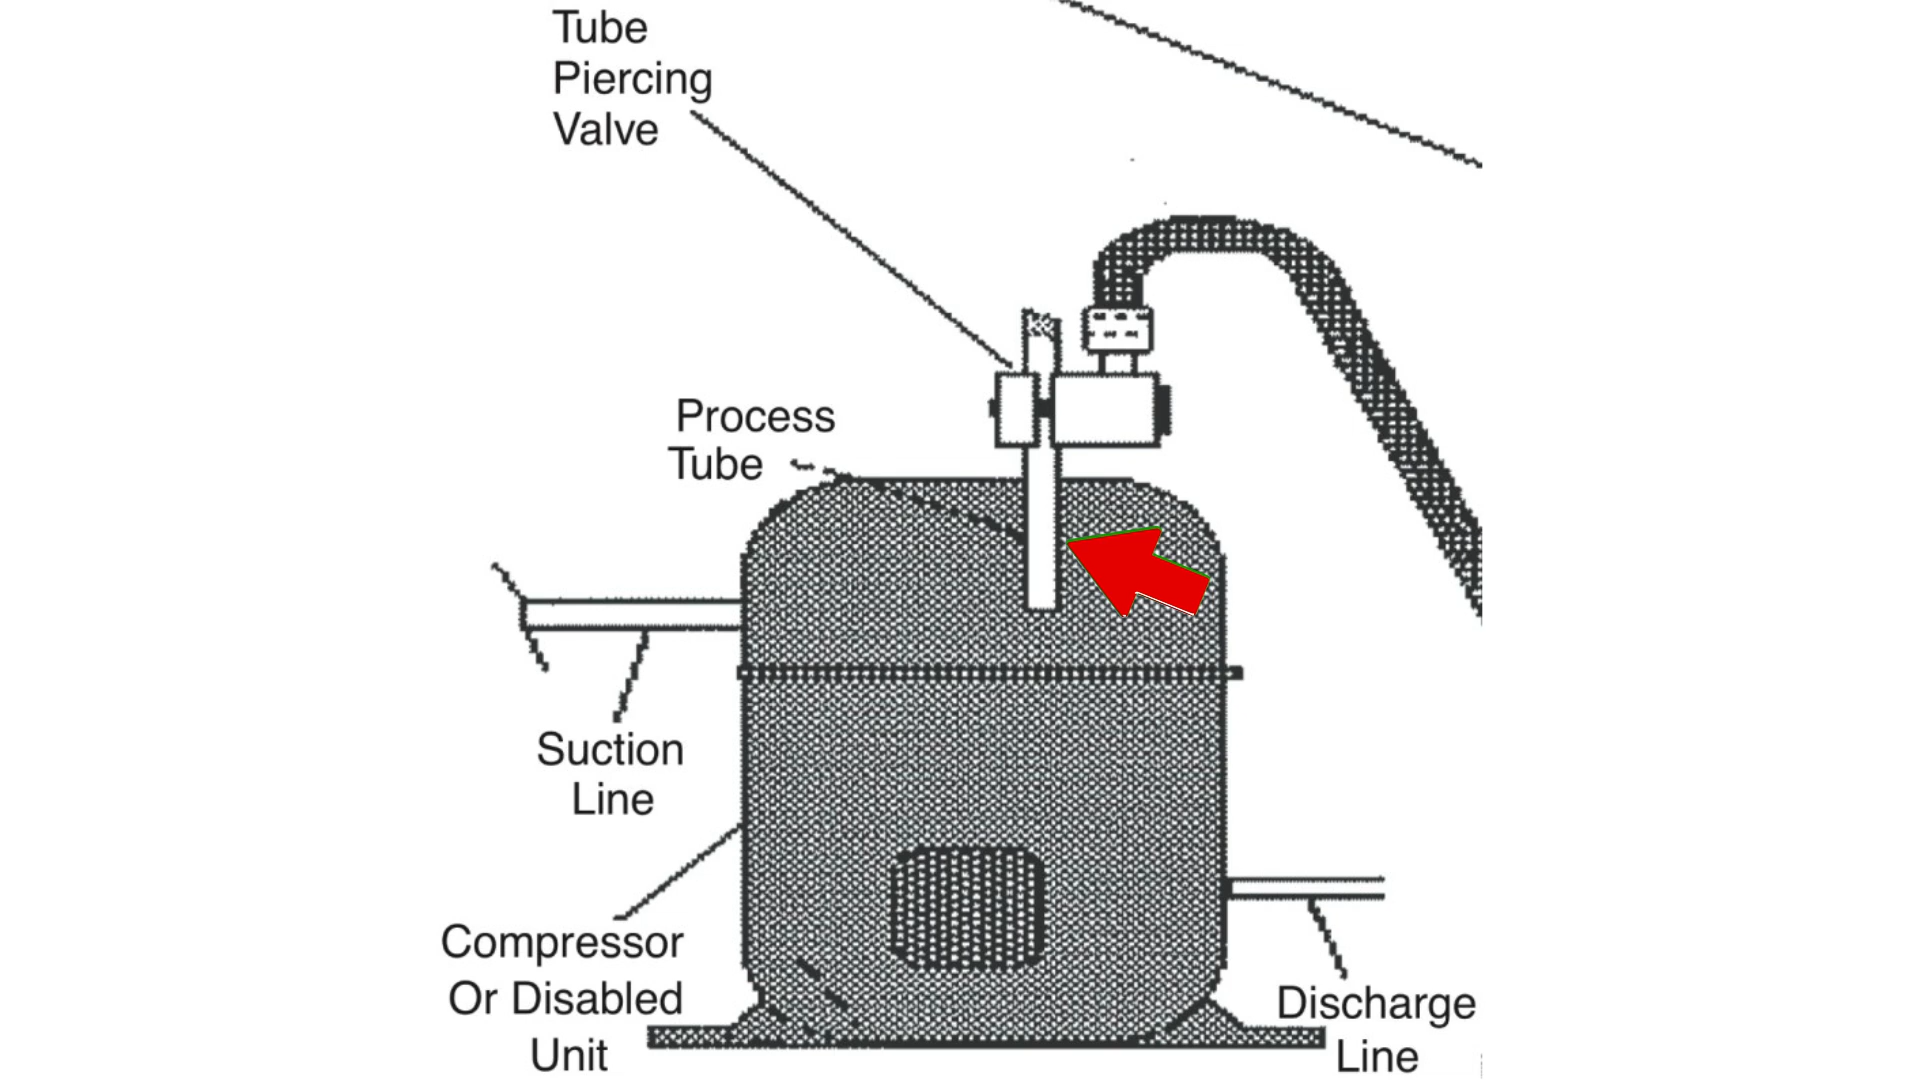 Tube
Piercing
Valve
Process
Tube
Suction
Line
Compressor
Or Disabled
Unit
Discharge
Line